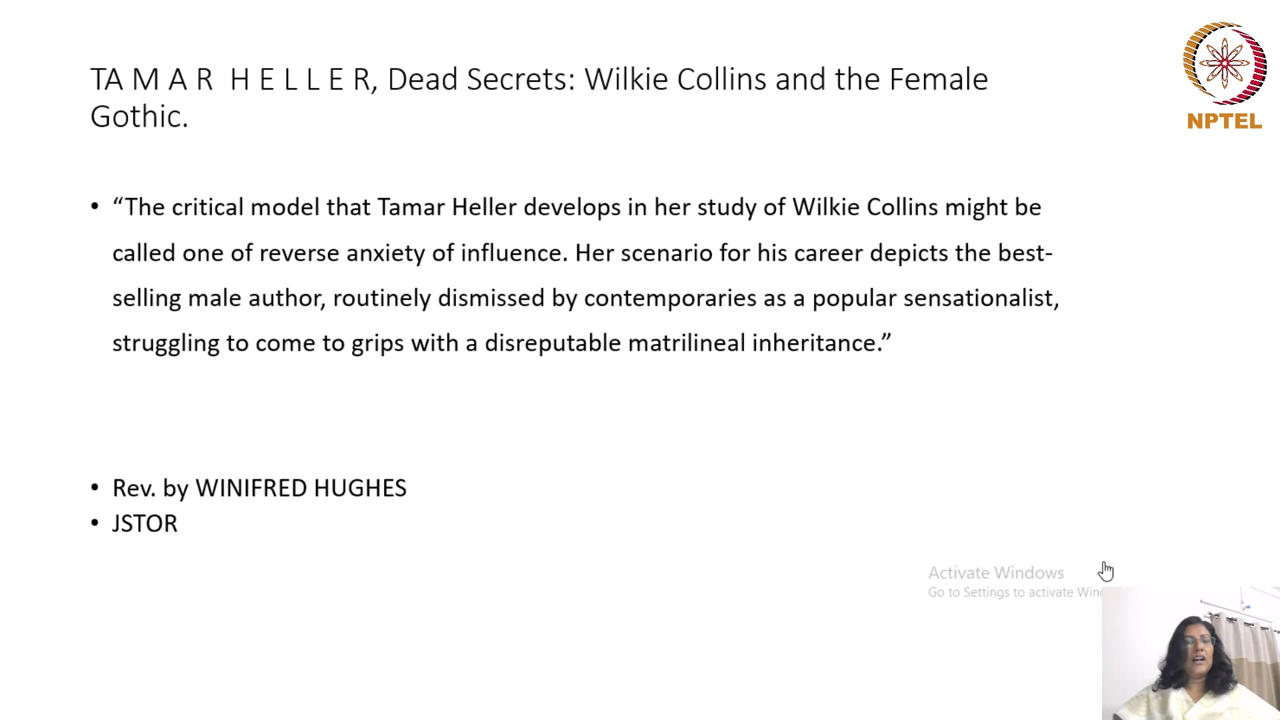 TA M A R H E L L E R, Dead Secrets: Wilkie Collins and the Female
Gothic.
NPTEL
• “The critical model that Tamar Heller develops in her study of Wilkie Collins might be
called one of reverse anxiety of influence. Her scenario for his career depicts the best-
selling male author, routinely dismissed by contemporaries as a popular sensationalist,
struggling to come to grips with a disreputable matrilineal inheritance.”
• Rev. by WINIFRED HUGHES
• JSTOR
Activate Windows
Go to Settings to activate